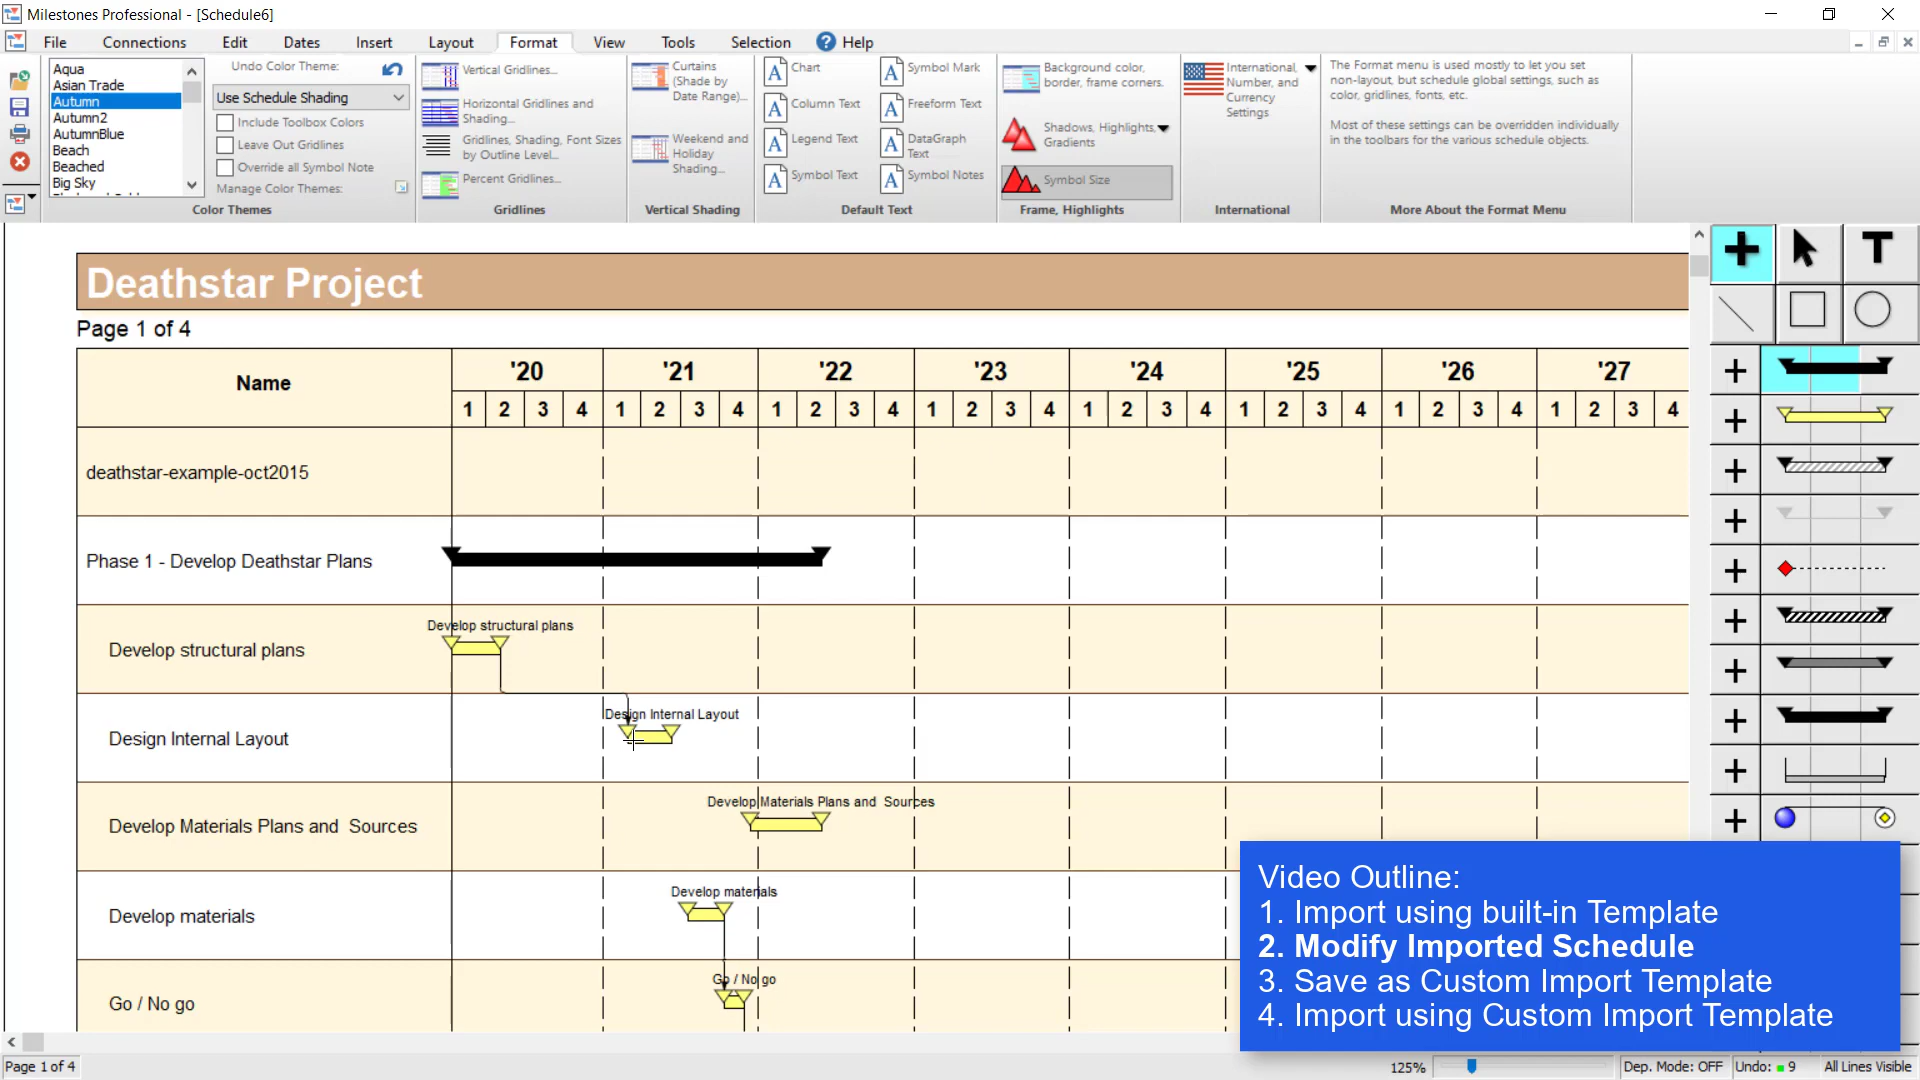 Milestones Professional - [Schedule6]
File Connections Edit Dates Insert Layout Format View Tools Selection ? Help
Aqua
Asian Trade
Autumn
Autumn2
AutumnBlue
Beach
Beached
Big Sky
Undo Color Theme:
Use Schedule Shading
Include Toolbox Colors
Leave Out Gridlines
Override all Symbol Note
Manage Color Themes:
Color Themes
Vertical Gridlines...
Horizontal Gridlines and
Shading...
Gridlines, Shading, Font Sizes
by Outline Level...
Percent Gridlines...
Gridlines
Curtains
(Shade by
Date Range)...
Weekend and
Holiday
Shading...
Vertical Shading
A Chart
A Column Text
A Legend Text
A Symbol Text
A Symbol Mark
A Freeform Text
A DataGraph
Text
A Symbol Notes
Default Text
Background color,
border, frame corners.
Shadows, Highlights,
Gradients
Symbol Size
Frame, Highlights
International,
Number, and
Currency
Settings
International
The Format menu is used mostly to let you set
non-layout, but schedule global settings, such as
color, gridlines, fonts, etc.
Most of these settings can be overridden individually
in the toolbars for the various schedule objects.
More About the Format Menu
T
Deathstar Project
Page 1 of 4
Name
'20 '21 '22 '23 '24 '25 '26 '27
1 2 3 4 1 2 3 4 1 2 3 4 1 2 3 4 1 2 3 4 1 2 3 4 1 2 3 4 1 2 3 4
deathstar-example-oct2015
Phase 1 - Develop Deathstar Plans
Develop structural plans
Develop structural plans
Design Internal Layout
Design Internal Layout
Develop Materials Plans and Sources
Develop Materials Plans and Sources
Develop materials
Develop materials
Go / No go
Go / No go
Video Outline:
1. Import using built-in Template
2. Modify Imported Schedule
3. Save as Custom Import Template
4. Import using Custom Import Template
Page 1 of 4
125%
Dep. Mode: OFF
Undo: 9
All Lines Visible